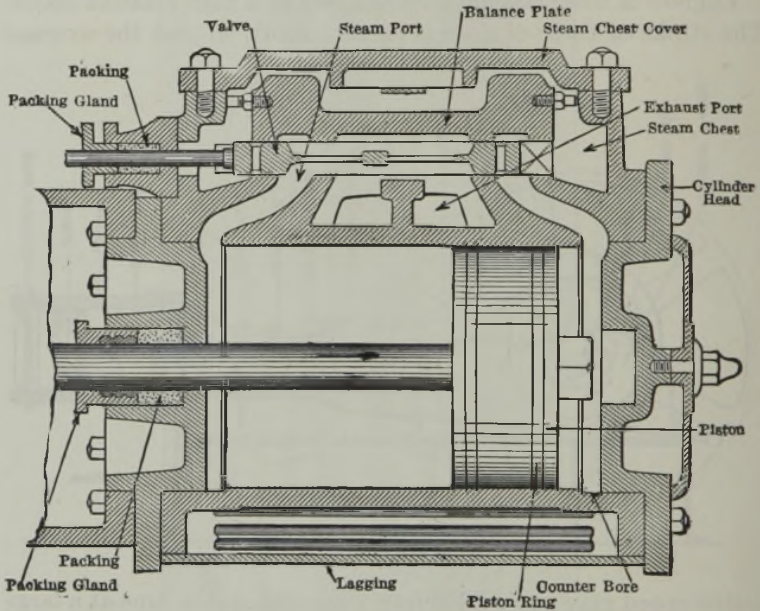 Balance Plate
Valve
Steam Port
Steam Chest Cover
Packing
Packing Gland
Exhaust Port
Steam Chest
Cylinder
Head
Piston
Packing
Packing Gland
Lagging
Counter Bore
Piston Ring